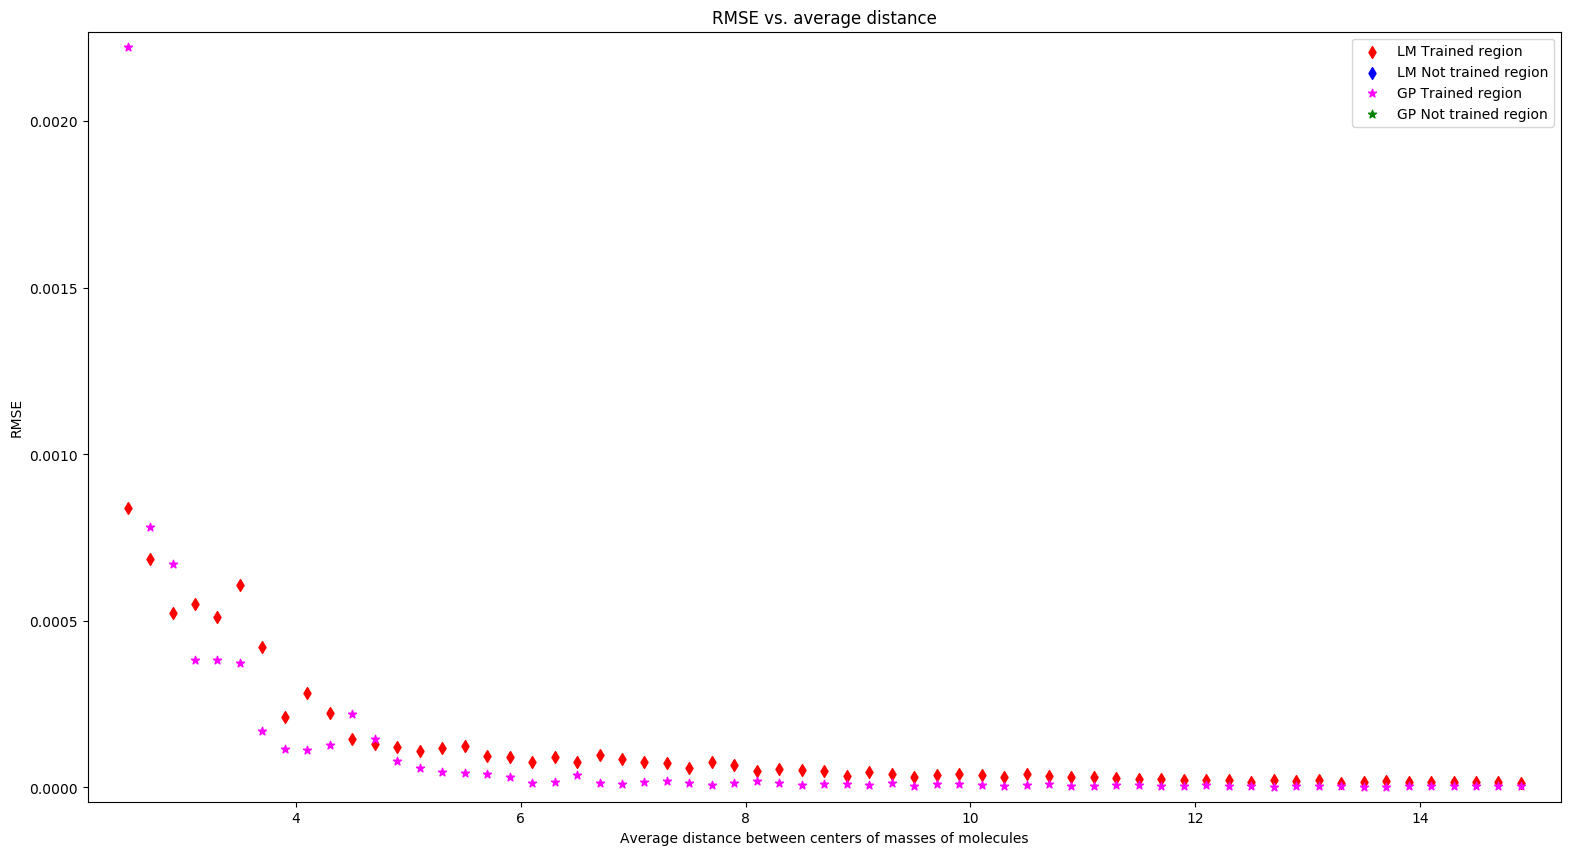 RMSE vs. average distance
LM Trained region
LM Not trained region
GP Trained region
GP Not trained region
0.0020
0.0015
0.0010
0.0005
0.0000
RMSE
4
6
8
10
12
14
Average distance between centers of masses of molecules